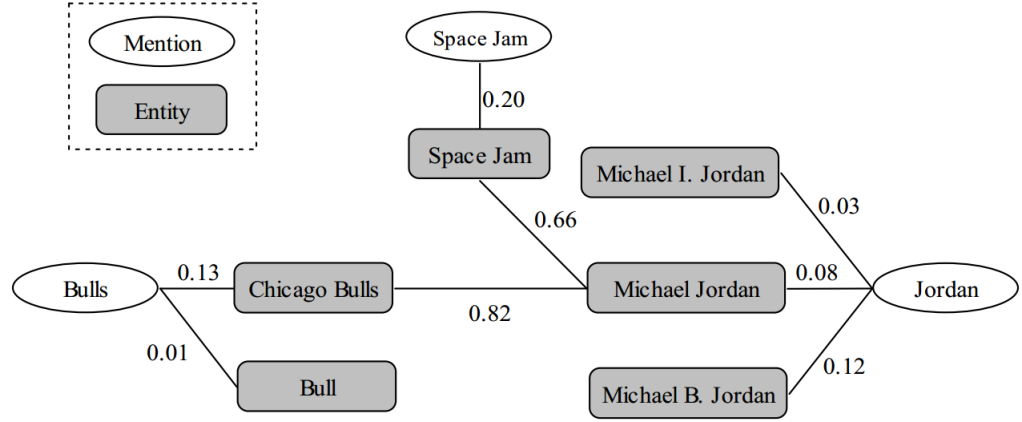 Mention
Entity
Space Jam
0.20
Space Jam
Michael I. Jordan
0.66
0.03
Bulls
0.13
Chicago Bulls
0.82
Michael Jordan
0.08
Jordan
0.01
Bull
Michael B. Jordan
0.12